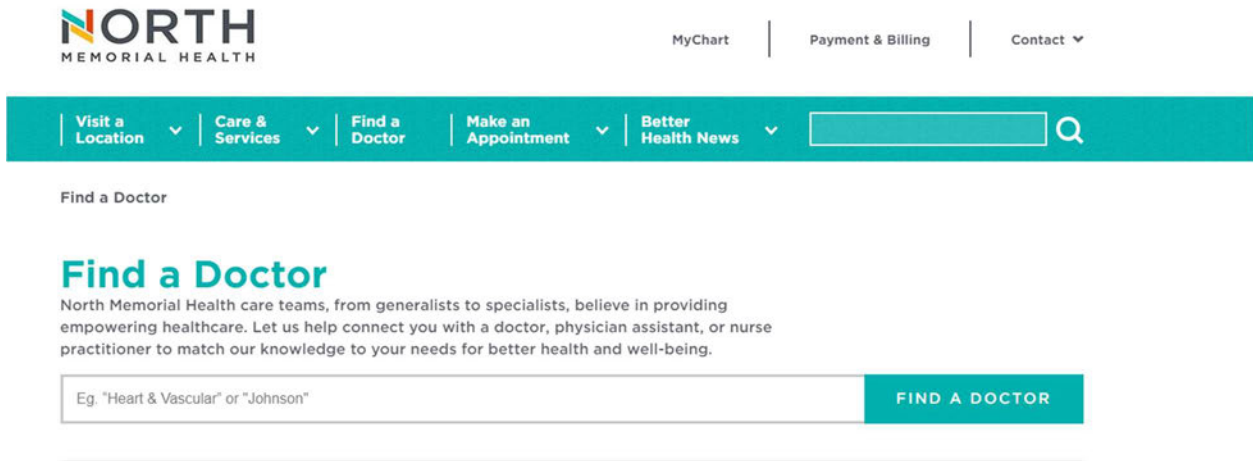 NORTH
MEMORIAL HEALTH
MyChart
Payment & Billing
Contact
Visit a
Location
Care &
Services
Find a
Doctor
Make an
Appointment
Better
Health News
Find a Doctor
Find a Doctor
North Memorial Health care teams, from generalists to specialists, believe in providing
empowering healthcare. Let us help connect you with a doctor, physician assistant, or nurse
practitioner to match our knowledge to your needs for better health and well-being.
Eg. "Heart & Vascular" or "Johnson"
FIND A DOCTOR